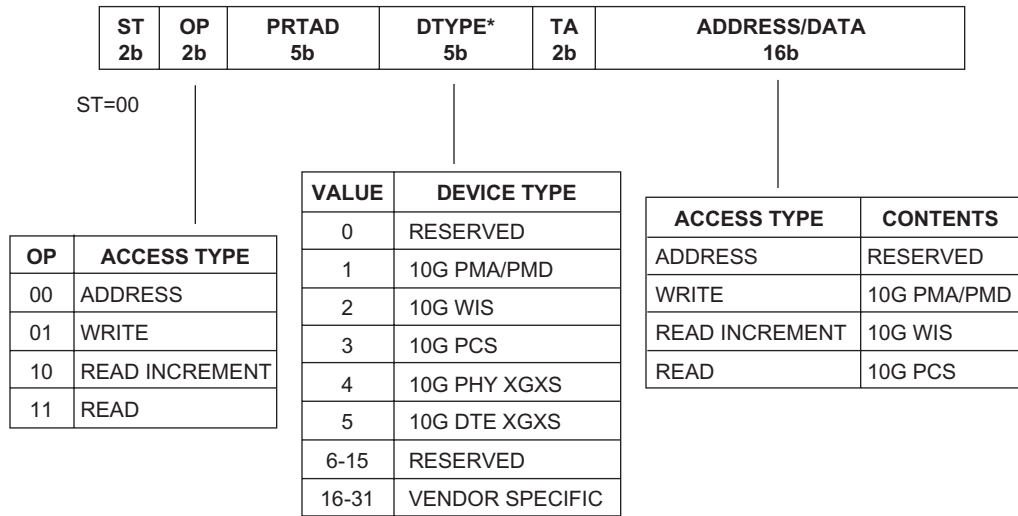 ST OP PRTAD DTYPE* TA ADDRESS/DATA
2b 2b 5b 5b 2b 16b
ST=00
OP ACCESS TYPE
00 ADDRESS
01 WRITE
10 READ INCREMENT
11 READ
VALUE DEVICE TYPE
0 RESERVED
1 10G PMA/PMD
2 10G WIS
3 10G PCS
4 10G PHY XGXS
5 10G DTE XGXS
6-15 RESERVED
16-31 VENDOR SPECIFIC
ACCESS TYPE CONTENTS
ADDRESS RESERVED
WRITE 10G PMA/PMD
READ INCREMENT 10G WIS
READ 10G PCS